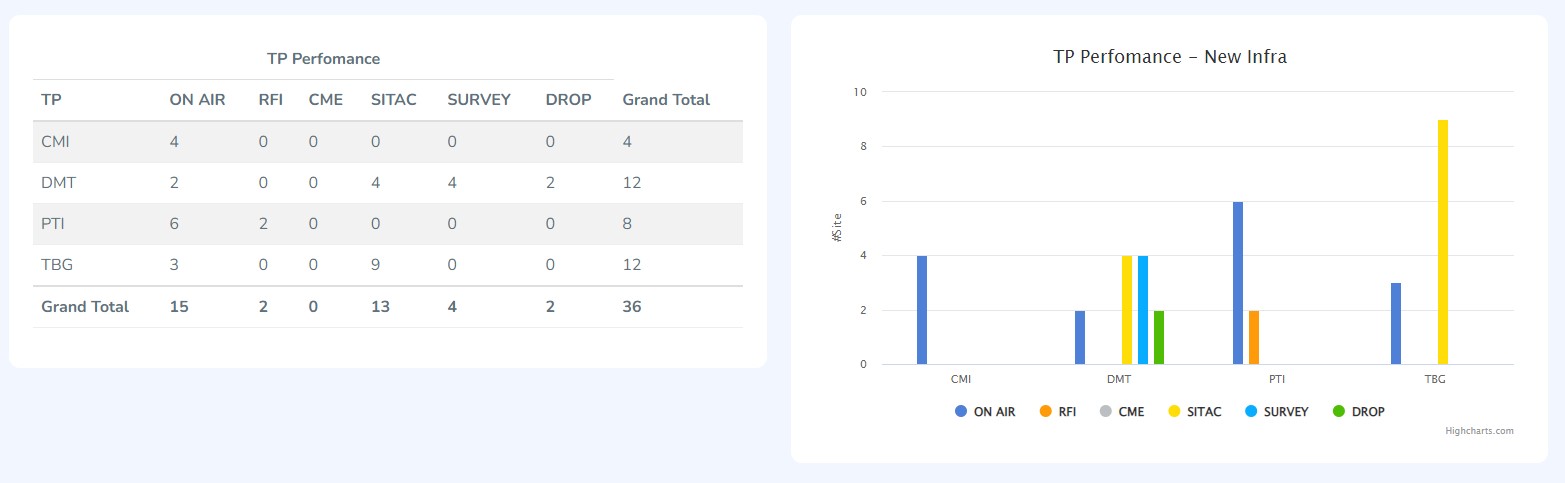 TP Perfomance
TP ON AIR RFI CME SITAC SURVEY DROP Grand Total
CMI 4 0 0 0 0 0 4
DMT 2 0 0 4 4 2 12
PTI 6 2 0 0 0 0 8
TBG 3 0 0 9 0 0 12
Grand Total 15 2 0 13 4 2 36
TP Perfomance – New Infra
10
8
6
4
2
0
#Site
CMI DMT PTI TBG
ON AIR RFI CME SITAC SURVEY DROP
Highcharts.com